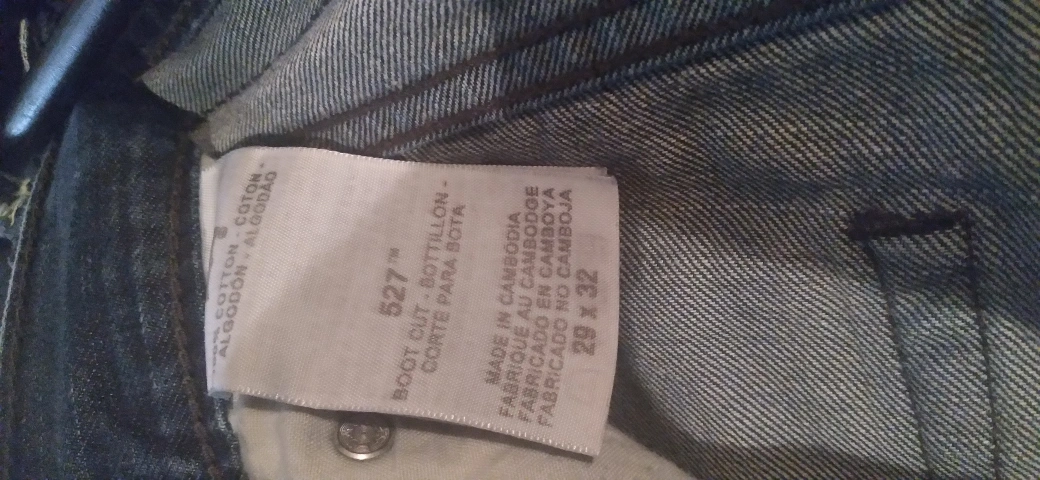 COTTON - COTON -
ALGODÓN - ALGODÃO
527™
BOOT CUT - BOTTILLON -
CORTE PARA BOTA
MADE IN CAMBODIA
FABRIQUE AU CAMBODGE
FABRICADO EN CAMBOYA
FABRICADO NO CAMBOJA
29 x 32